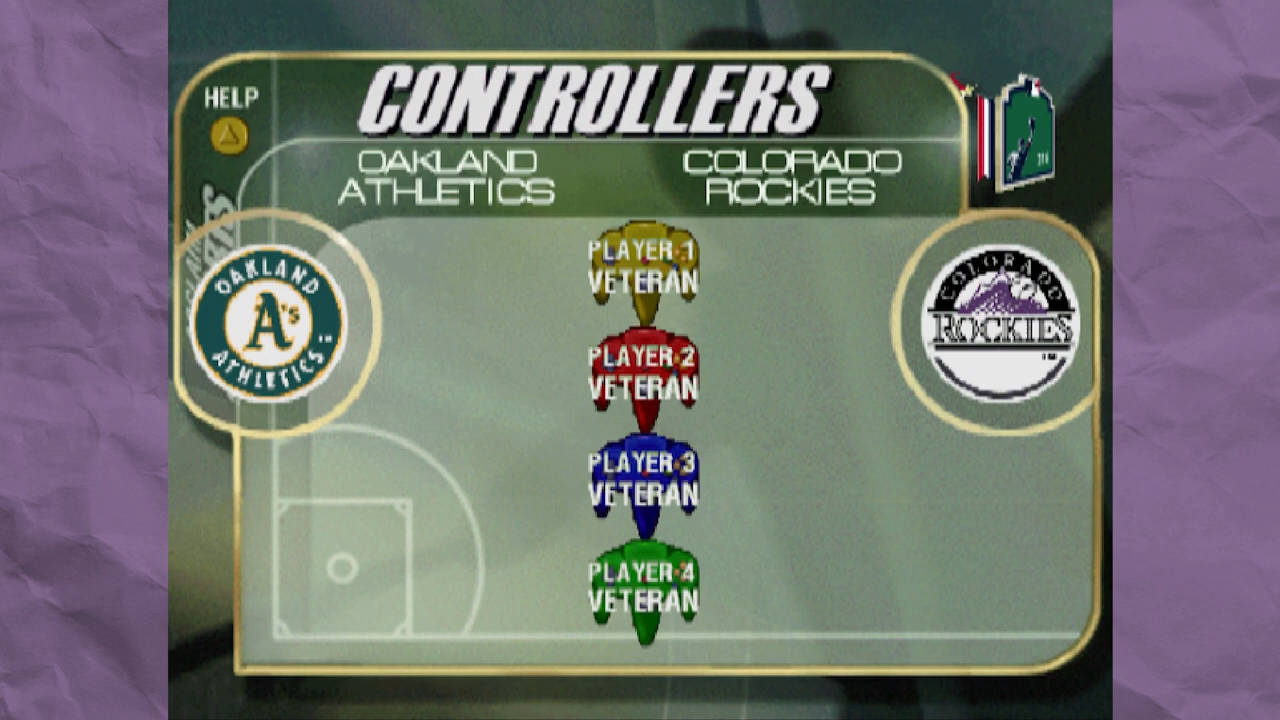 CONTROLLERS
HELP
OAKLAND
ATHLETICS
COLORADO
ROCKIES
OAKLAND
A's
ATHLETICS
COLORADO
ROCKIES
TM
PLAYER 1
VETERAN
PLAYER 2
VETERAN
PLAYER 3
VETERAN
PLAYER 4
VETERAN